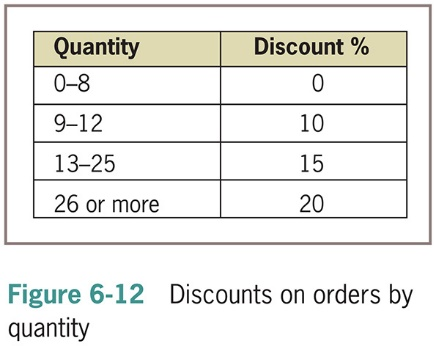 Quantity Discount %
0–8 0
9–12 10
13–25 15
26 or more 20
Figure 6-12 Discounts on orders by
quantity